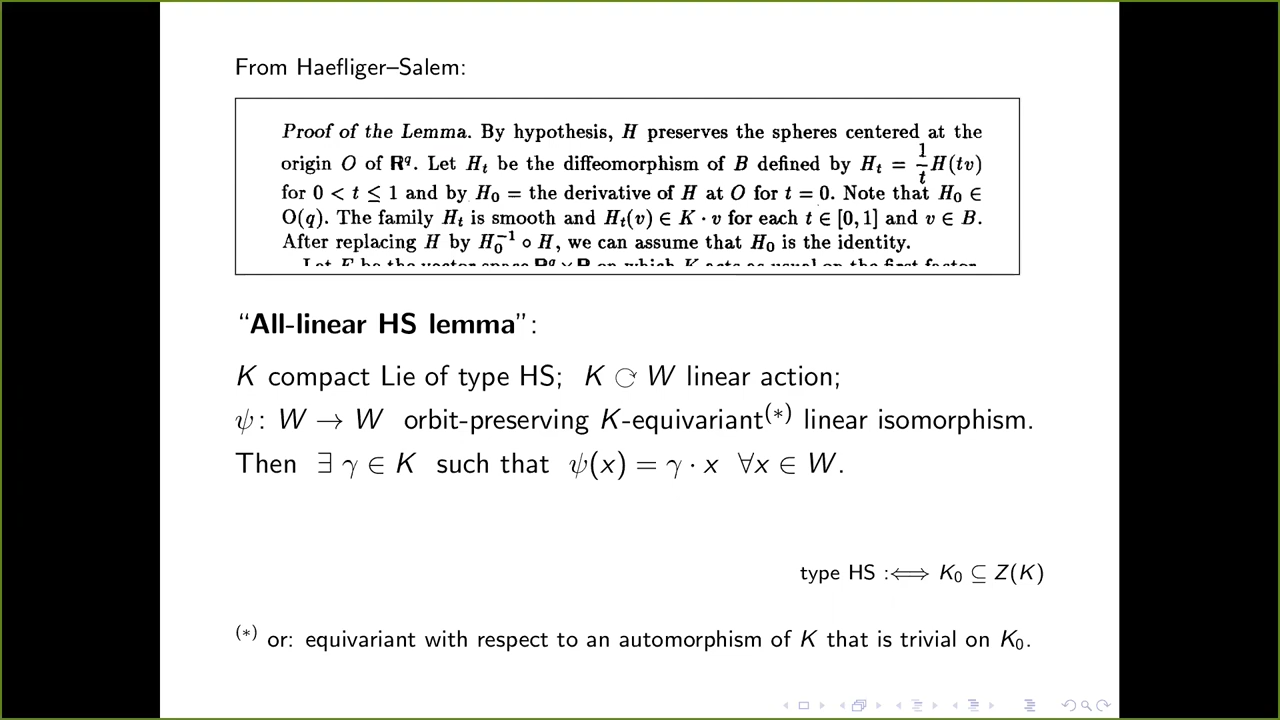 From Haefliger–Salem:
Proof of the Lemma. By hypothesis, H preserves the spheres centered at the
origin O of R^q. Let H_t be the diffeomorphism of B defined by H_t = \frac{1}{t}H(tv)
for 0 < t ≤ 1 and by H_0 = the derivative of H at O for t = 0. Note that H_0 ∈
O(q). The family H_t is smooth and H_t(v) ∈ K · v for each t ∈ [0,1] and v ∈ B.
After replacing H by H_0^{-1} ∘ H, we can assume that H_0 is the identity.
“All-linear HS lemma”:
K compact Lie of type HS; K ⟳ W linear action;
ψ: W → W orbit-preserving K-equivariant^(∗) linear isomorphism.
Then ∃ γ ∈ K such that ψ(x) = γ · x ∀x ∈ W.
type HS :⟺ K_0 ⊆ Z(K)
^(∗) or: equivariant with respect to an automorphism of K that is trivial on K_0.